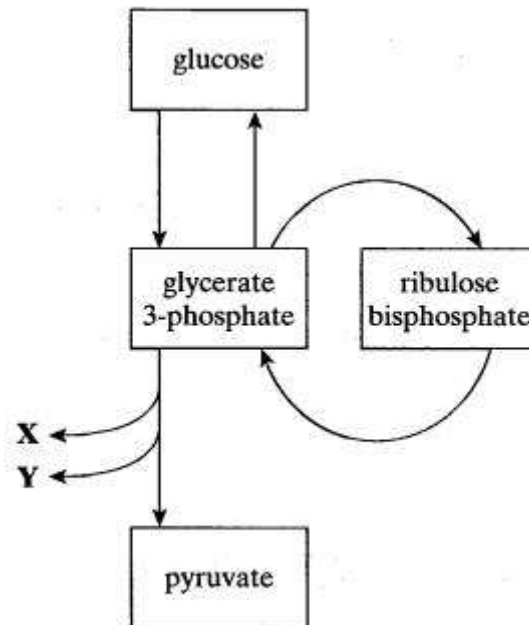 glucose
glycerate
3-phosphate
ribulose
bisphosphate
X
Y
pyruvate